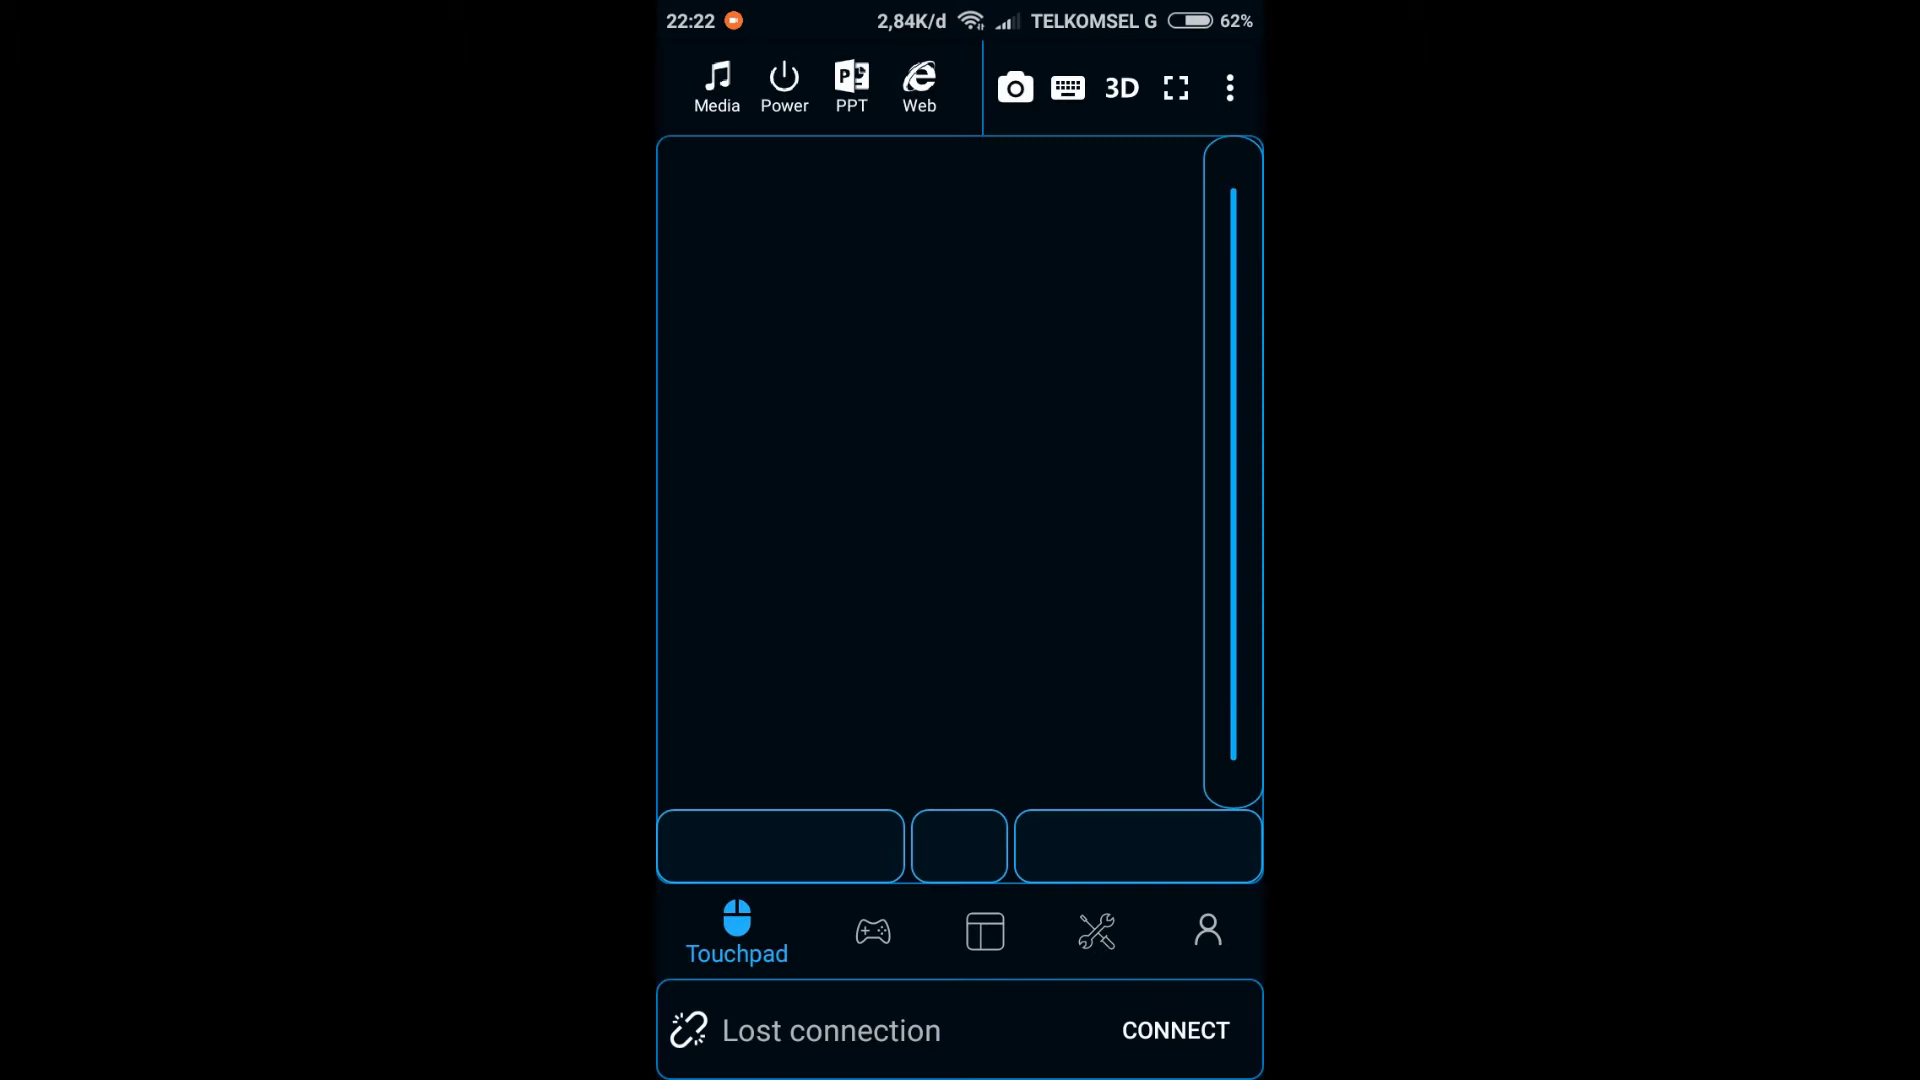 22:22 2,84K/d TELKOMSEL G 62%
Media Power PPT Web 3D
Touchpad
Lost connection CONNECT